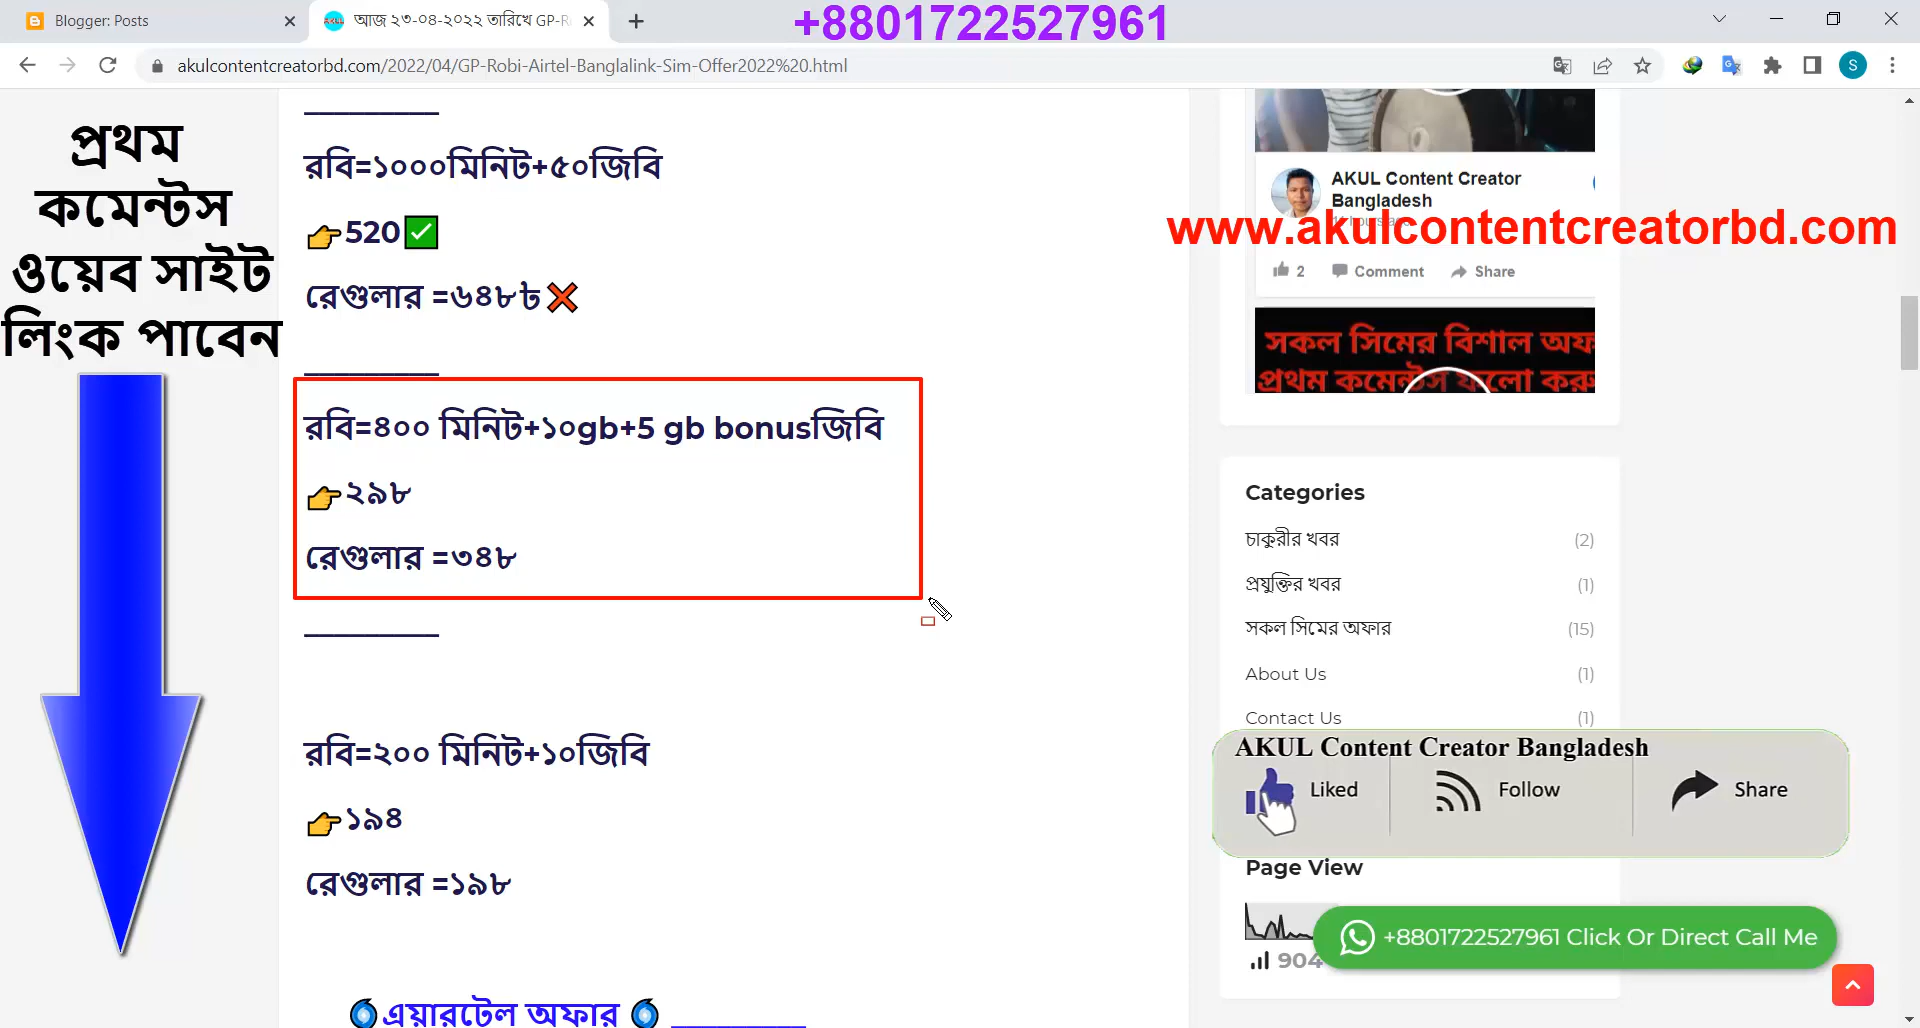 Blogger: Posts
আজ ২৩-০৪-২০২২ তারিখে GP-R
+8801722527961
akulcontentcreatorbd.com/2022/04/GP-Robi-Airtel-Banglalink-Sim-Offer2022%20.html
S
প্রথম
কমেন্টস
ওয়েব সাইট
লিংক পাবেন
রবি=১০০০মিনিট+৫০জিবি
520
রেগুলার =৬৪৮৳
রবি=৪০০ মিনিট+১০gb+5 gb bonusজিবি
২৯৮
রেগুলার =৩৪৮
রবি=২০০ মিনিট+১০জিবি
১৯৪
রেগুলার =১৯৮
এয়ারটেল অফার
AKUL Content Creator
Bangladesh
www.akulcontentcreatorbd.com
2 Comment Share
সকল সিমের বিশাল অফ
প্রথম কমেন্টস ফলো করু
Categories
চাকুরীর খবর (2)
প্রযুক্তির খবর (1)
সকল সিমের অফার (15)
About Us (1)
Contact Us (1)
AKUL Content Creator Bangladesh
Liked Follow Share
Page View
+8801722527961 Click Or Direct Call Me
904